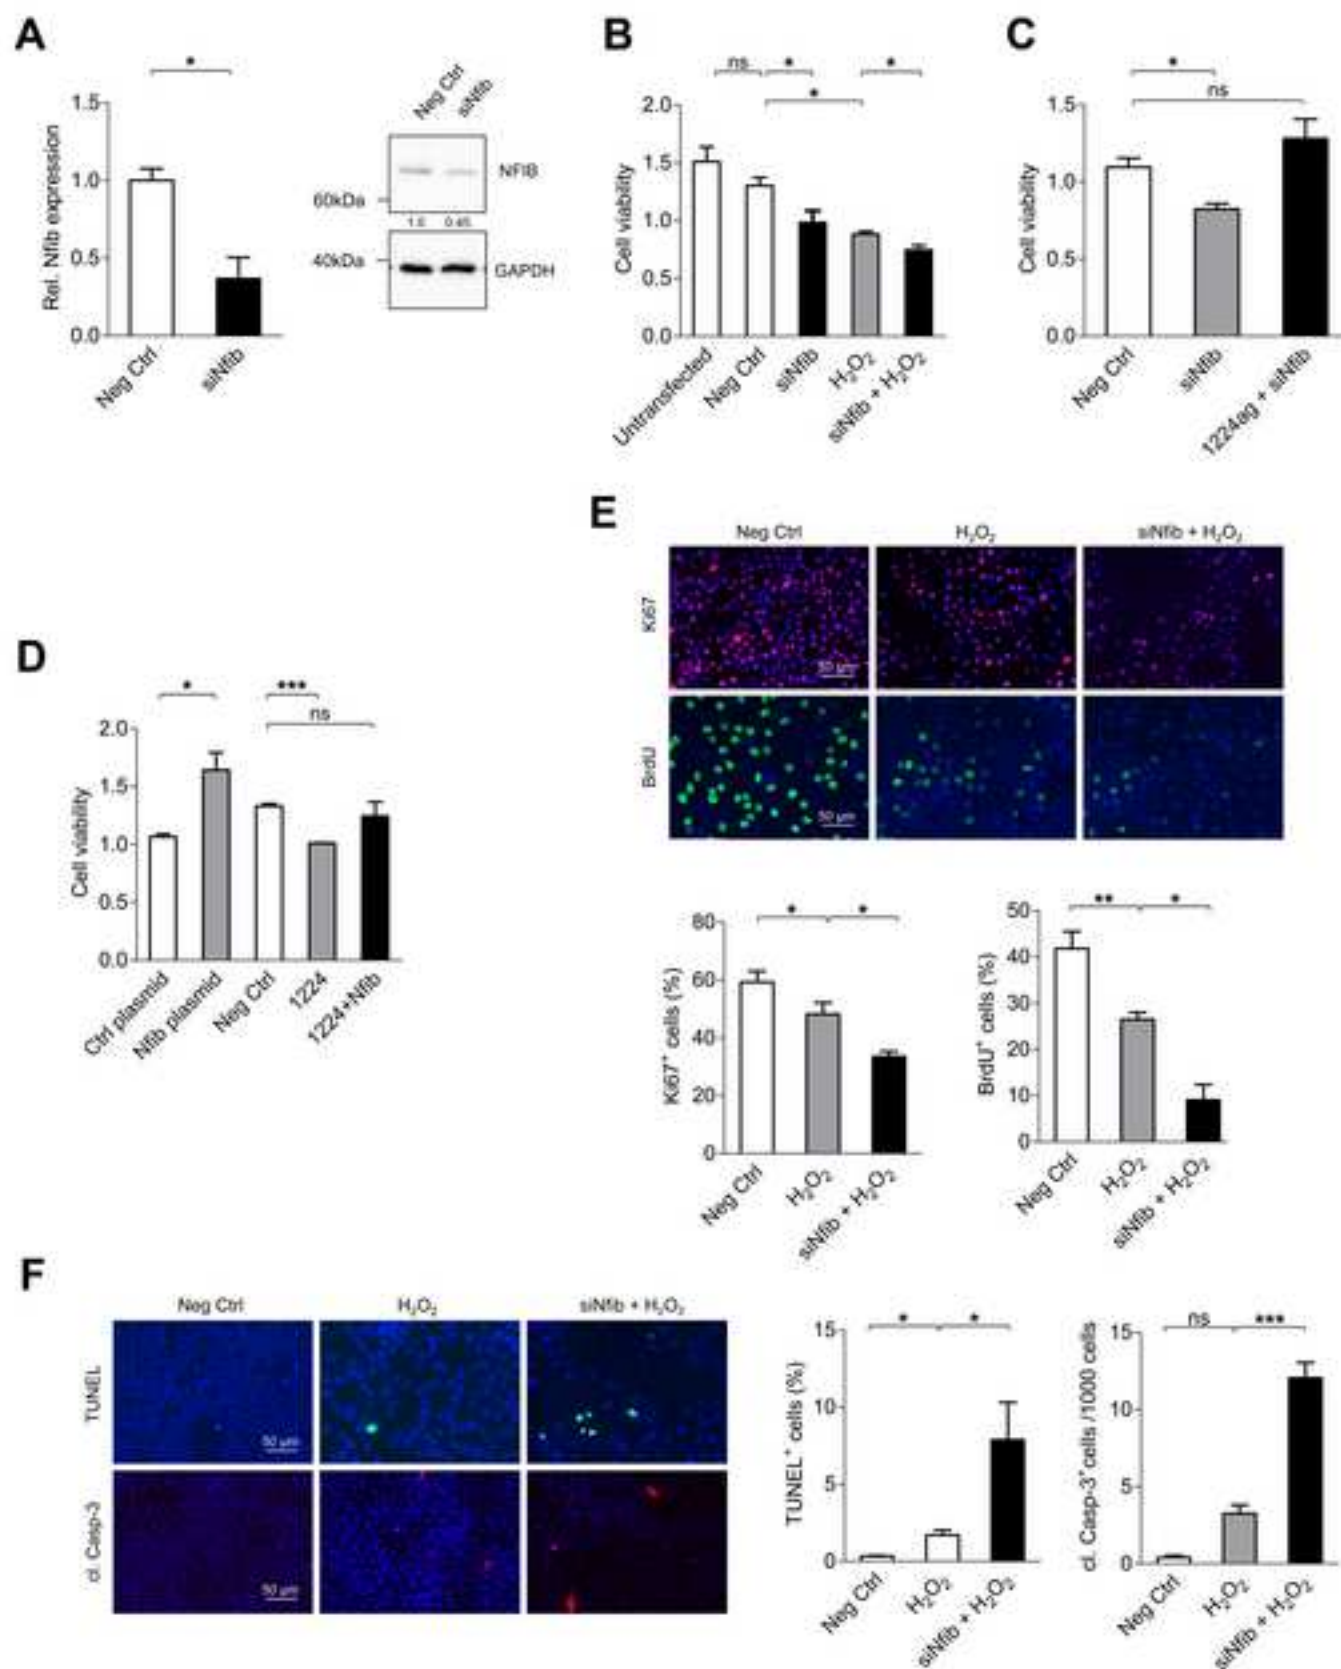 A
B
C
*
Neg Ctrl
siNfib
ns
*
*
*
*
ns
1.5
1.0
0.5
0.0
Rel. Nfib expression
Neg Ctrl
siNfib
NFIB
60kDa
1.0
0.45
40kDa
GAPDH
2.0
1.5
1.0
0.5
0.0
Cell viability
Untransfected
Neg Ctrl
siNfib
H₂O₂
siNfib + H₂O₂
1.5
1.0
0.5
0.0
Cell viability
Neg Ctrl
siNfib
1224ag + siNfib
E
Neg Ctrl
H₂O₂
siNfib + H₂O₂
Ki67
50 µm
BrdU
50 µm
D
*
***
ns
2.0
1.5
1.0
0.5
0.0
Cell viability
Ctrl plasmid
Nfib plasmid
Neg Ctrl
1224
1224+Nfib
*
*
80
60
40
20
0
Ki67⁺ cells (%)
Neg Ctrl
H₂O₂
siNfib + H₂O₂
**
*
50
40
30
20
10
0
BrdU⁺ cells (%)
Neg Ctrl
H₂O₂
siNfib + H₂O₂
F
Neg Ctrl
H₂O₂
siNfib + H₂O₂
TUNEL
50 µm
cl. Casp-3
50 µm
*
*
15
10
5
0
TUNEL⁺ cells (%)
Neg Ctrl
H₂O₂
siNfib + H₂O₂
ns
***
15
10
5
0
cl. Casp-3⁺cells /1000 cells
Neg Ctrl
H₂O₂
siNfib + H₂O₂